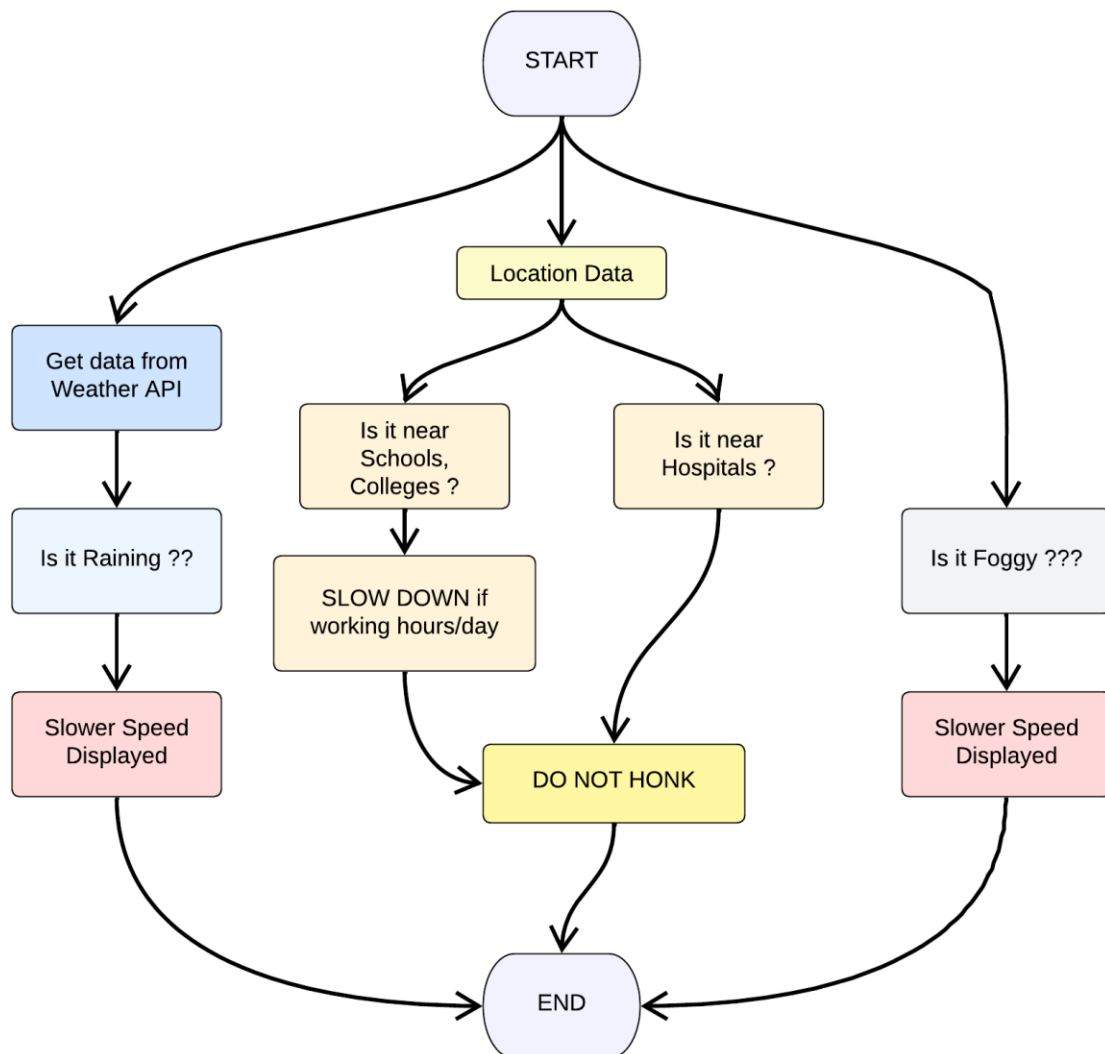 START
Location Data
Get data from
Weather API
Is it near
Schools,
Colleges ?
Is it near
Hospitals ?
Is it Raining ??
SLOW DOWN if
working hours/day
Is it Foggy ???
Slower Speed
Displayed
DO NOT HONK
Slower Speed
Displayed
END